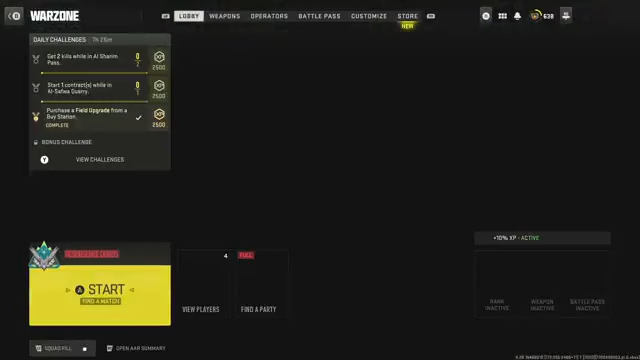 WARZONE
LOBBY WEAPONS OPERATORS BATTLE PASS CUSTOMIZE STORE
NEW
638
DAILY CHALLENGES 7h 26m
Get 2 kills while in Al Sharim
Pass.
0
2
2500
Start 1 contract(s) while in
Al-Safwa Quarry.
0
1
2500
Purchase a Field Upgrade from a
Buy Station.
COMPLETE
2500
BONUS CHALLENGE
Y VIEW CHALLENGES
+10% XP - ACTIVE
A START
FIND A MATCH
4
VIEW PLAYERS
FULL
FIND A PARTY
RANK
INACTIVE
WEAPON
INACTIVE
BATTLE PASS
INACTIVE
SQUAD FILL
OPEN AAR SUMMARY